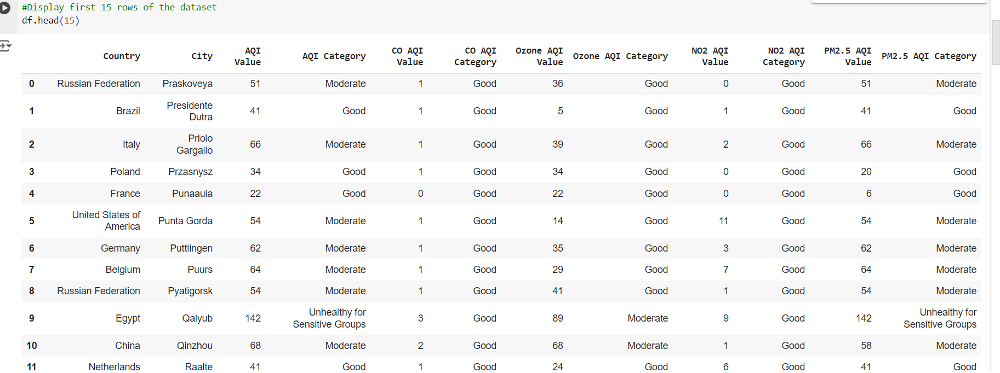 #Display first 15 rows of the dataset
df.head(15)
Country City AQI Value AQI Category CO AQI Value CO AQI Category Ozone AQI Value Ozone AQI Category NO2 AQI Value NO2 AQI Category PM2.5 AQI Value PM2.5 AQI Category
0 Russian Federation Praskoveya 51 Moderate 1 Good 36 Good 0 Good 51 Moderate
1 Brazil Presidente Dutra 41 Good 1 Good 5 Good 1 Good 41 Good
2 Italy Priolo Gargallo 66 Moderate 1 Good 39 Good 2 Good 66 Moderate
3 Poland Przasnysz 34 Good 1 Good 34 Good 0 Good 20 Good
4 France Punaauia 22 Good 0 Good 22 Good 0 Good 6 Good
5 United States of America Punta Gorda 54 Moderate 1 Good 14 Good 11 Good 54 Moderate
6 Germany Puttlingen 62 Moderate 1 Good 35 Good 3 Good 62 Moderate
7 Belgium Puurs 64 Moderate 1 Good 29 Good 7 Good 64 Moderate
8 Russian Federation Pyatigorsk 54 Moderate 1 Good 41 Good 1 Good 54 Moderate
9 Egypt Qalyub 142 Unhealthy for Sensitive Groups 3 Good 89 Moderate 9 Good 142 Unhealthy for Sensitive Groups
10 China Qinzhou 68 Moderate 2 Good 68 Moderate 1 Good 58 Moderate
11 Netherlands Raalte 41 Good 1 Good 24 Good 6 Good 41 Good